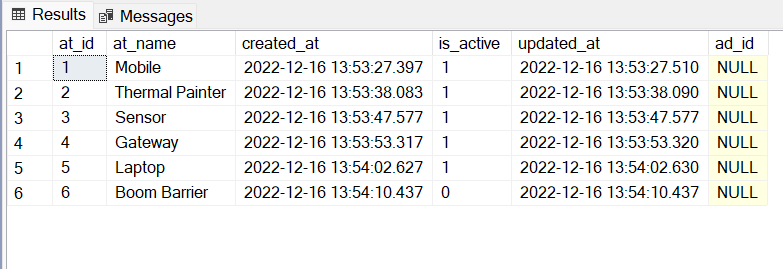 Results Messages
at_id at_name created_at is_active updated_at ad_id
1 1 Mobile 2022-12-16 13:53:27.397 1 2022-12-16 13:53:27.510 NULL
2 2 Thermal Painter 2022-12-16 13:53:38.083 1 2022-12-16 13:53:38.090 NULL
3 3 Sensor 2022-12-16 13:53:47.577 1 2022-12-16 13:53:47.577 NULL
4 4 Gateway 2022-12-16 13:53:53.317 1 2022-12-16 13:53:53.320 NULL
5 5 Laptop 2022-12-16 13:54:02.627 1 2022-12-16 13:54:02.630 NULL
6 6 Boom Barrier 2022-12-16 13:54:10.437 0 2022-12-16 13:54:10.437 NULL